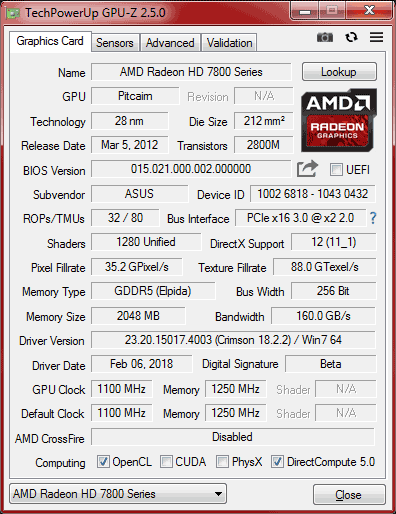 TechPowerUp GPU-Z 2.5.0
Graphics Card Sensors Advanced Validation
Name AMD Radeon HD 7800 Series Lookup
GPU Pitcairn Revision N/A
AMD
RADEON
GRAPHICS
Technology 28 nm Die Size 212 mm²
Release Date Mar 5, 2012 Transistors 2800M
BIOS Version 015.021.000.002.000000 UEFI
Subvendor ASUS Device ID 1002 6818 - 1043 0432
ROPs/TMUs 32 / 80 Bus Interface PCIe x16 3.0 @ x2 2.0 ?
Shaders 1280 Unified DirectX Support 12 (11_1)
Pixel Fillrate 35.2 GPixel/s Texture Fillrate 88.0 GTexel/s
Memory Type GDDR5 (Elpida) Bus Width 256 Bit
Memory Size 2048 MB Bandwidth 160.0 GB/s
Driver Version 23.20.15017.4003 (Crimson 18.2.2) / Win7 64
Driver Date Feb 06, 2018 Digital Signature Beta
GPU Clock 1100 MHz Memory 1250 MHz Shader N/A
Default Clock 1100 MHz Memory 1250 MHz Shader N/A
AMD CrossFire Disabled
Computing OpenCL CUDA PhysX DirectCompute 5.0
AMD Radeon HD 7800 Series Close